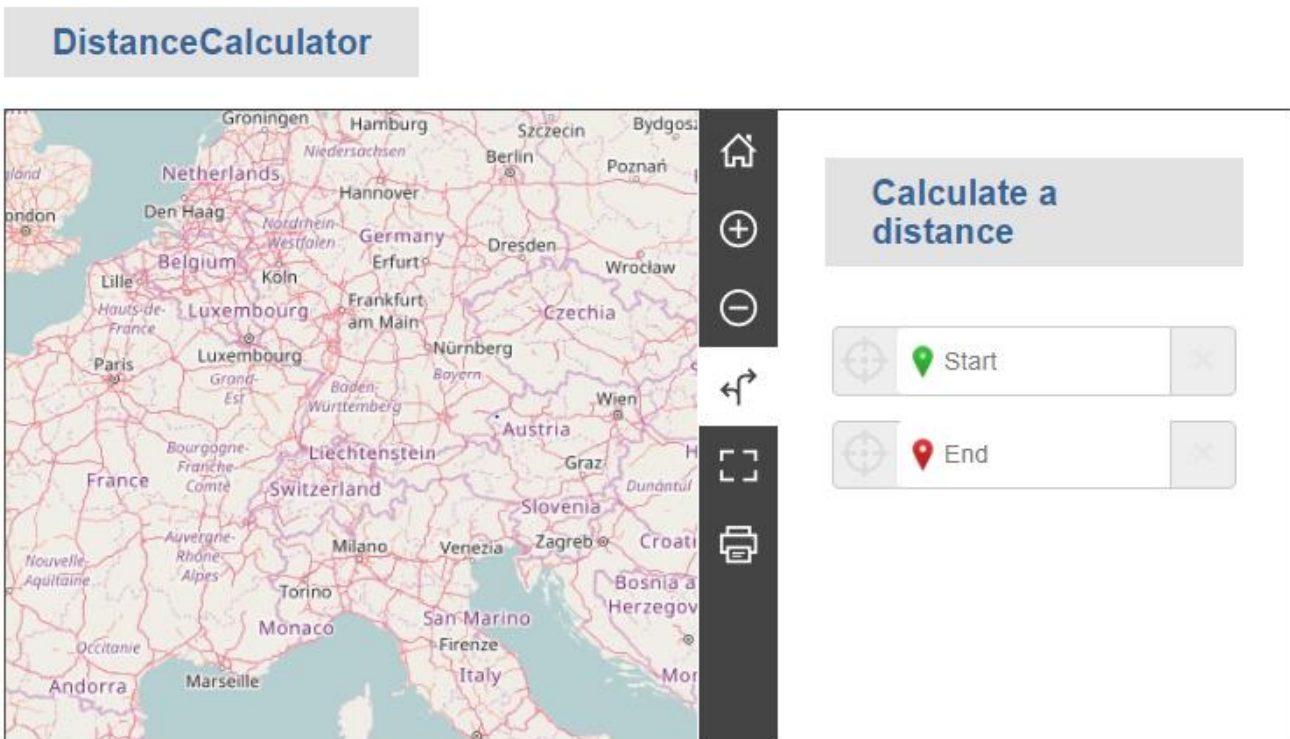 DistanceCalculator
Groningen
Hamburg
Szczecin
Niedersachsen
Berlin
Poznań
Netherlands
Hannover
Den Haag
Nordrhein-
Westfalen
Germany
Dresden
Belgium
Erfurt
Wrocław
Lille
Köln
Hauts-de-
France
Luxembourg
Frankfurt
am Main
Czechia
Paris
Luxembourg
Nürnberg
Grand-
Est
Baden-
Württemberg
Bayern
Wien
Austria
Bourgogne-
Franche-
Comté
Liechtenstein
Graz
France
Switzerland
Dunántúl
Slovenia
Auvergne-
Rhône-
Alpes
Milano
Venezia
Zagreb
Croati
Nouvelle-
Aquitaine
Torino
Bosnia a
Herzegov
Monaco
San Marino
Occitanie
Firenze
Andorra
Marseille
Italy
Calculate a
distance
Start
End